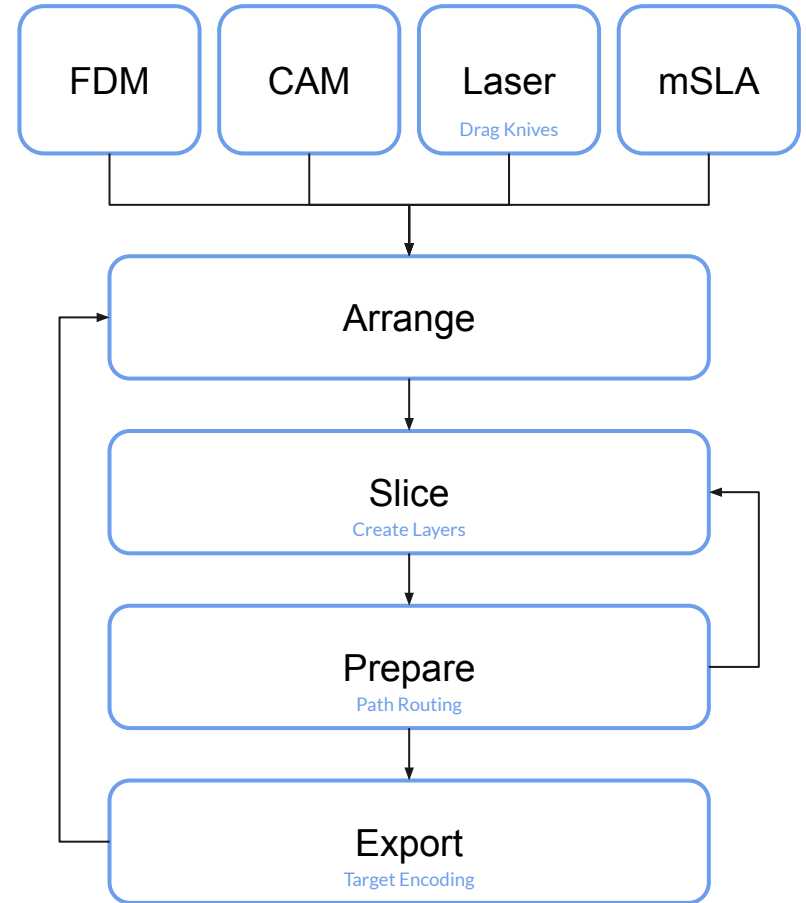 FDM
CAM
Laser
Drag Knives
mSLA
Arrange
Slice
Create Layers
Prepare
Path Routing
Export
Target Encoding